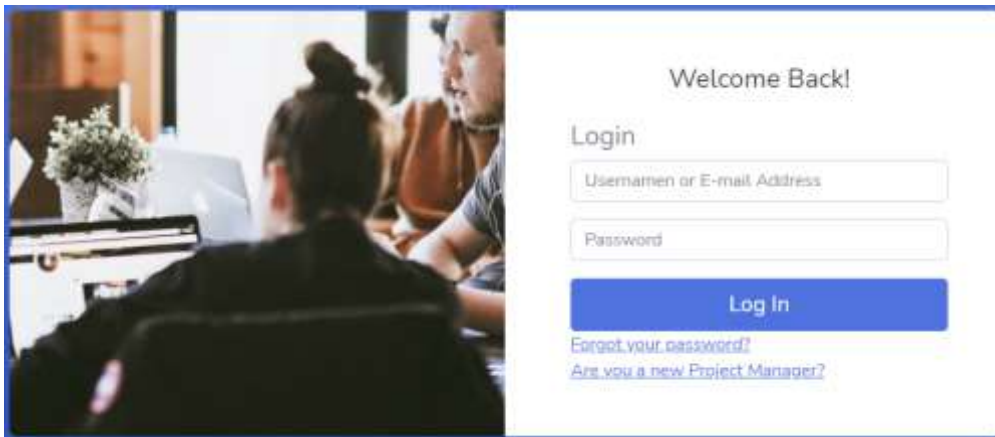 Welcome Back!
Login
Usernamen or E-mail Address
Password
Log In
Forgot your password?
Are you a new Project Manager?